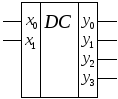 x₀ DC y₀
x₁ y₁
y₂
y₃